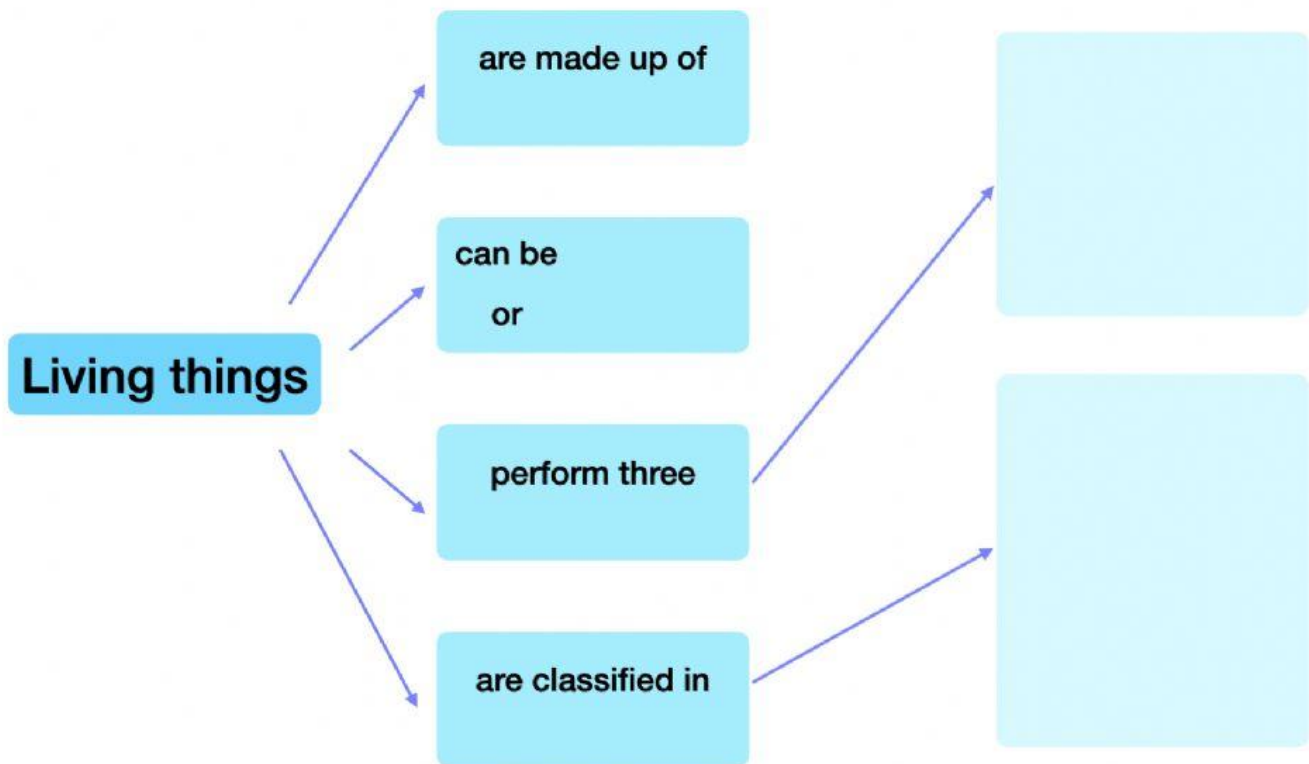 are made up of
can be
or
Living things
perform three
are classified in